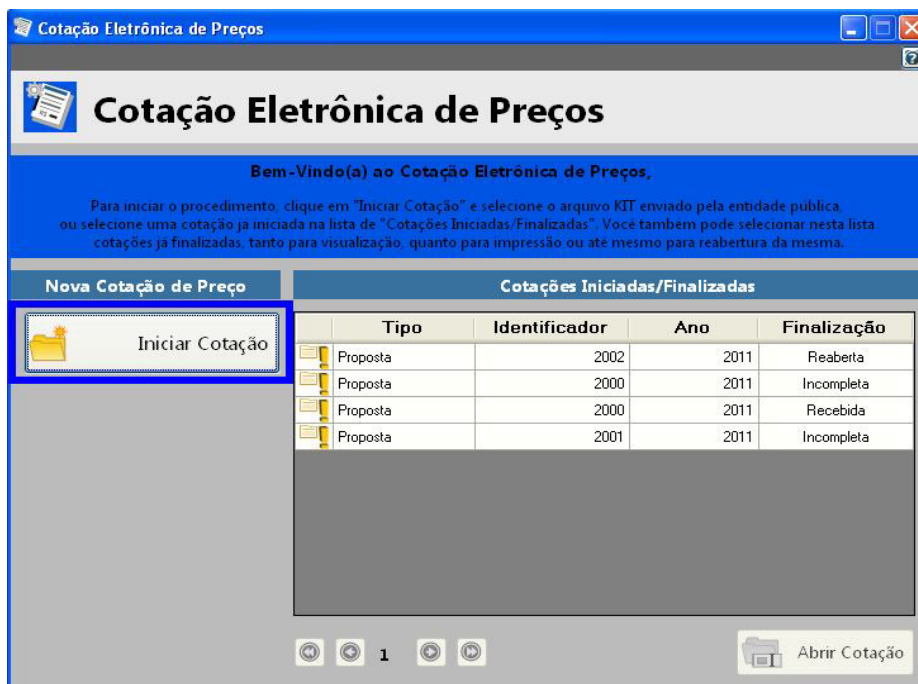 Cotação Eletrônica de Preços
Cotação Eletrônica de Preços
Bem-Vindo(a) ao Cotação Eletrônica de Preços,
Para iniciar o procedimento, clique em "Iniciar Cotação" e selecione o arquivo KIT enviado pela entidade pública,
ou selecione uma cotação ja iniciada na lista de "Cotações Iniciadas/Finalizadas". Você também pode selecionar nesta lista
cotações já finalizadas, tanto para visualização, quanto para impressão ou até mesmo para reabertura da mesma.
Nova Cotação de Preço
Cotações Iniciadas/Finalizadas
Iniciar Cotação
Tipo Identificador Ano Finalização
Proposta 2002 2011 Reaberta
Proposta 2000 2011 Incompleta
Proposta 2000 2011 Recebida
Proposta 2001 2011 Incompleta
1
Abrir Cotação